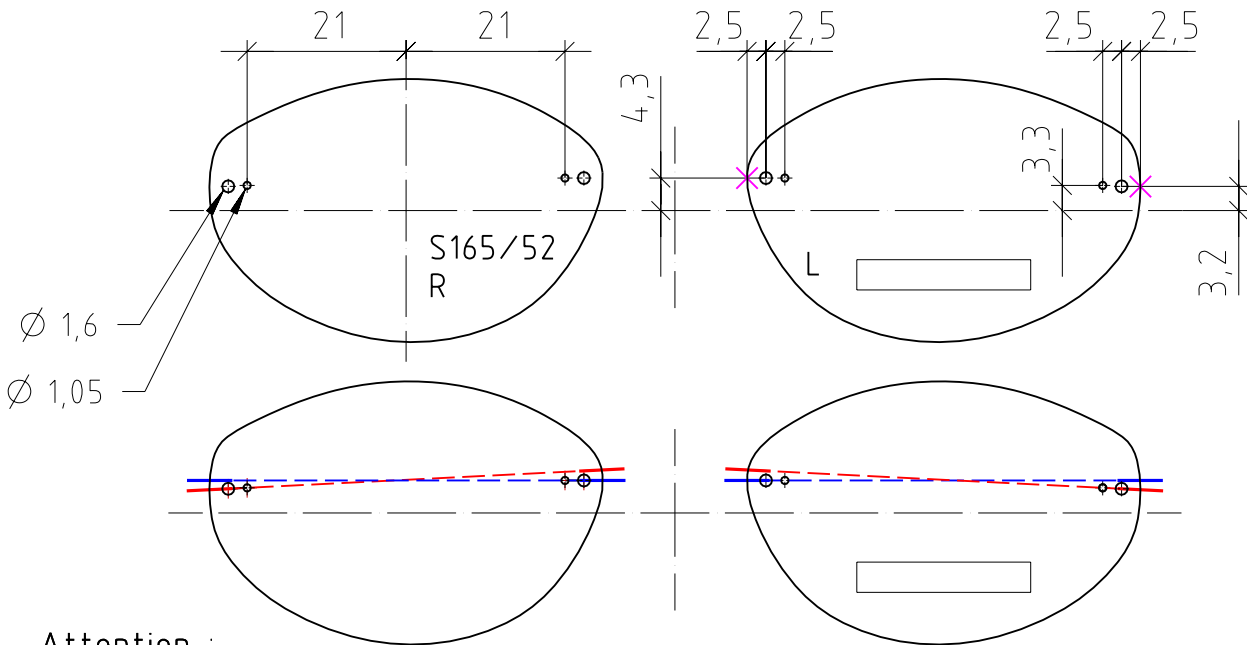 21 21 2,5 2,5 2,5 2,5
4,3
3,3
S165/52
R
L
3,2
Ø 1,6
Ø 1,05
Attention :